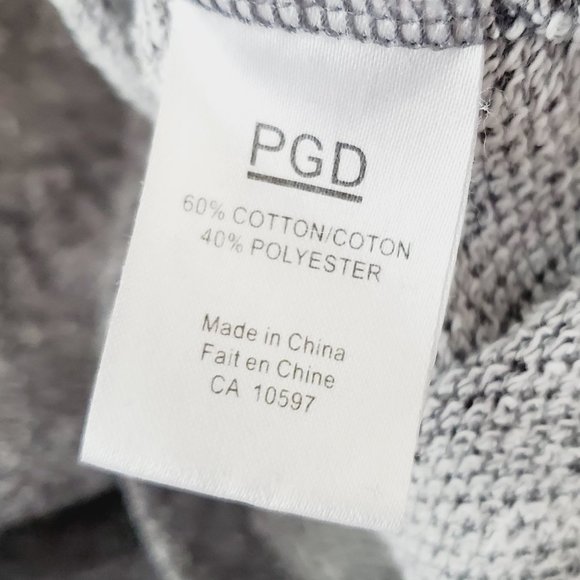 PGD
60% COTTON/COTON
40% POLYESTER
Made in China
Fait en Chine
CA 10597